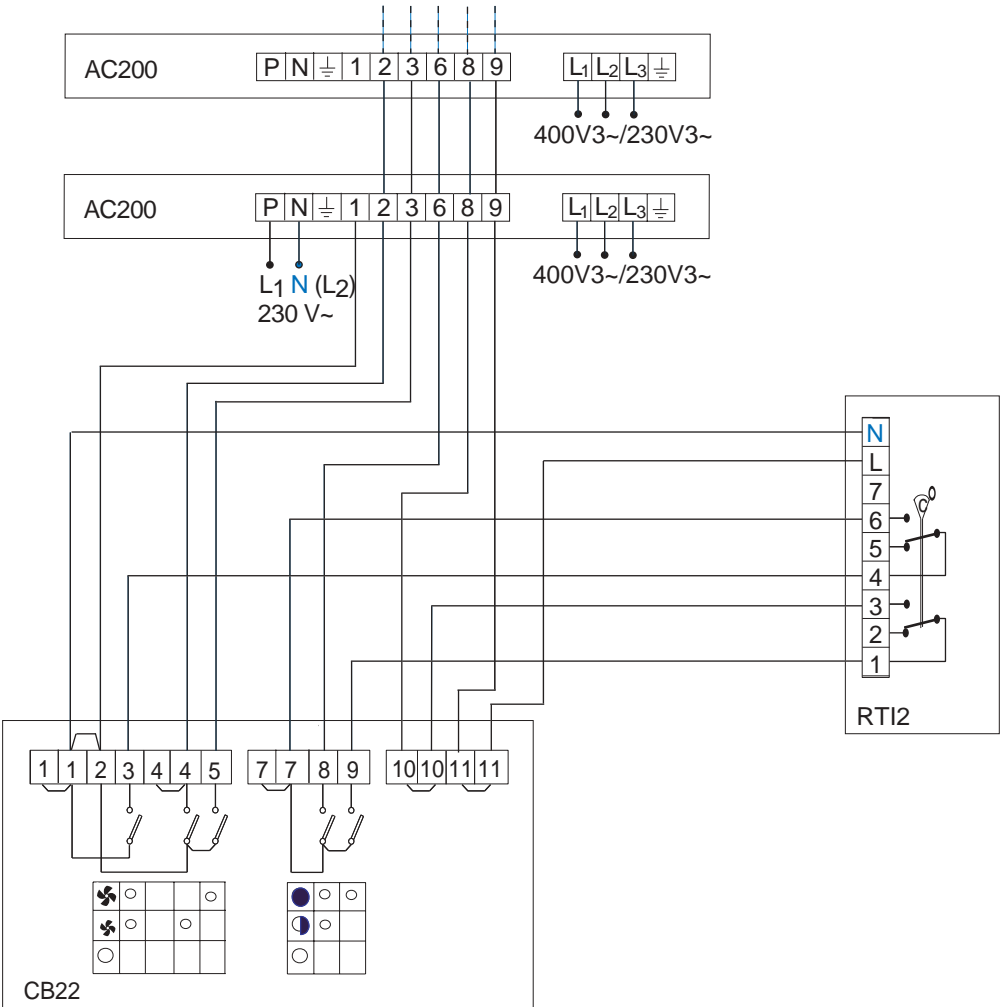 AC200 P N 1 2 3 6 8 9 L1 L2 L3
400V3~/230V3~
AC200 P N 1 2 3 6 8 9 L1 L2 L3
400V3~/230V3~
L1 N (L2)
230 V~
N
L
7
6
5
4
3
2
1
C O
RTI2
1 1 2 3 4 4 5 7 7 8 9 10 10 11 11
CB22